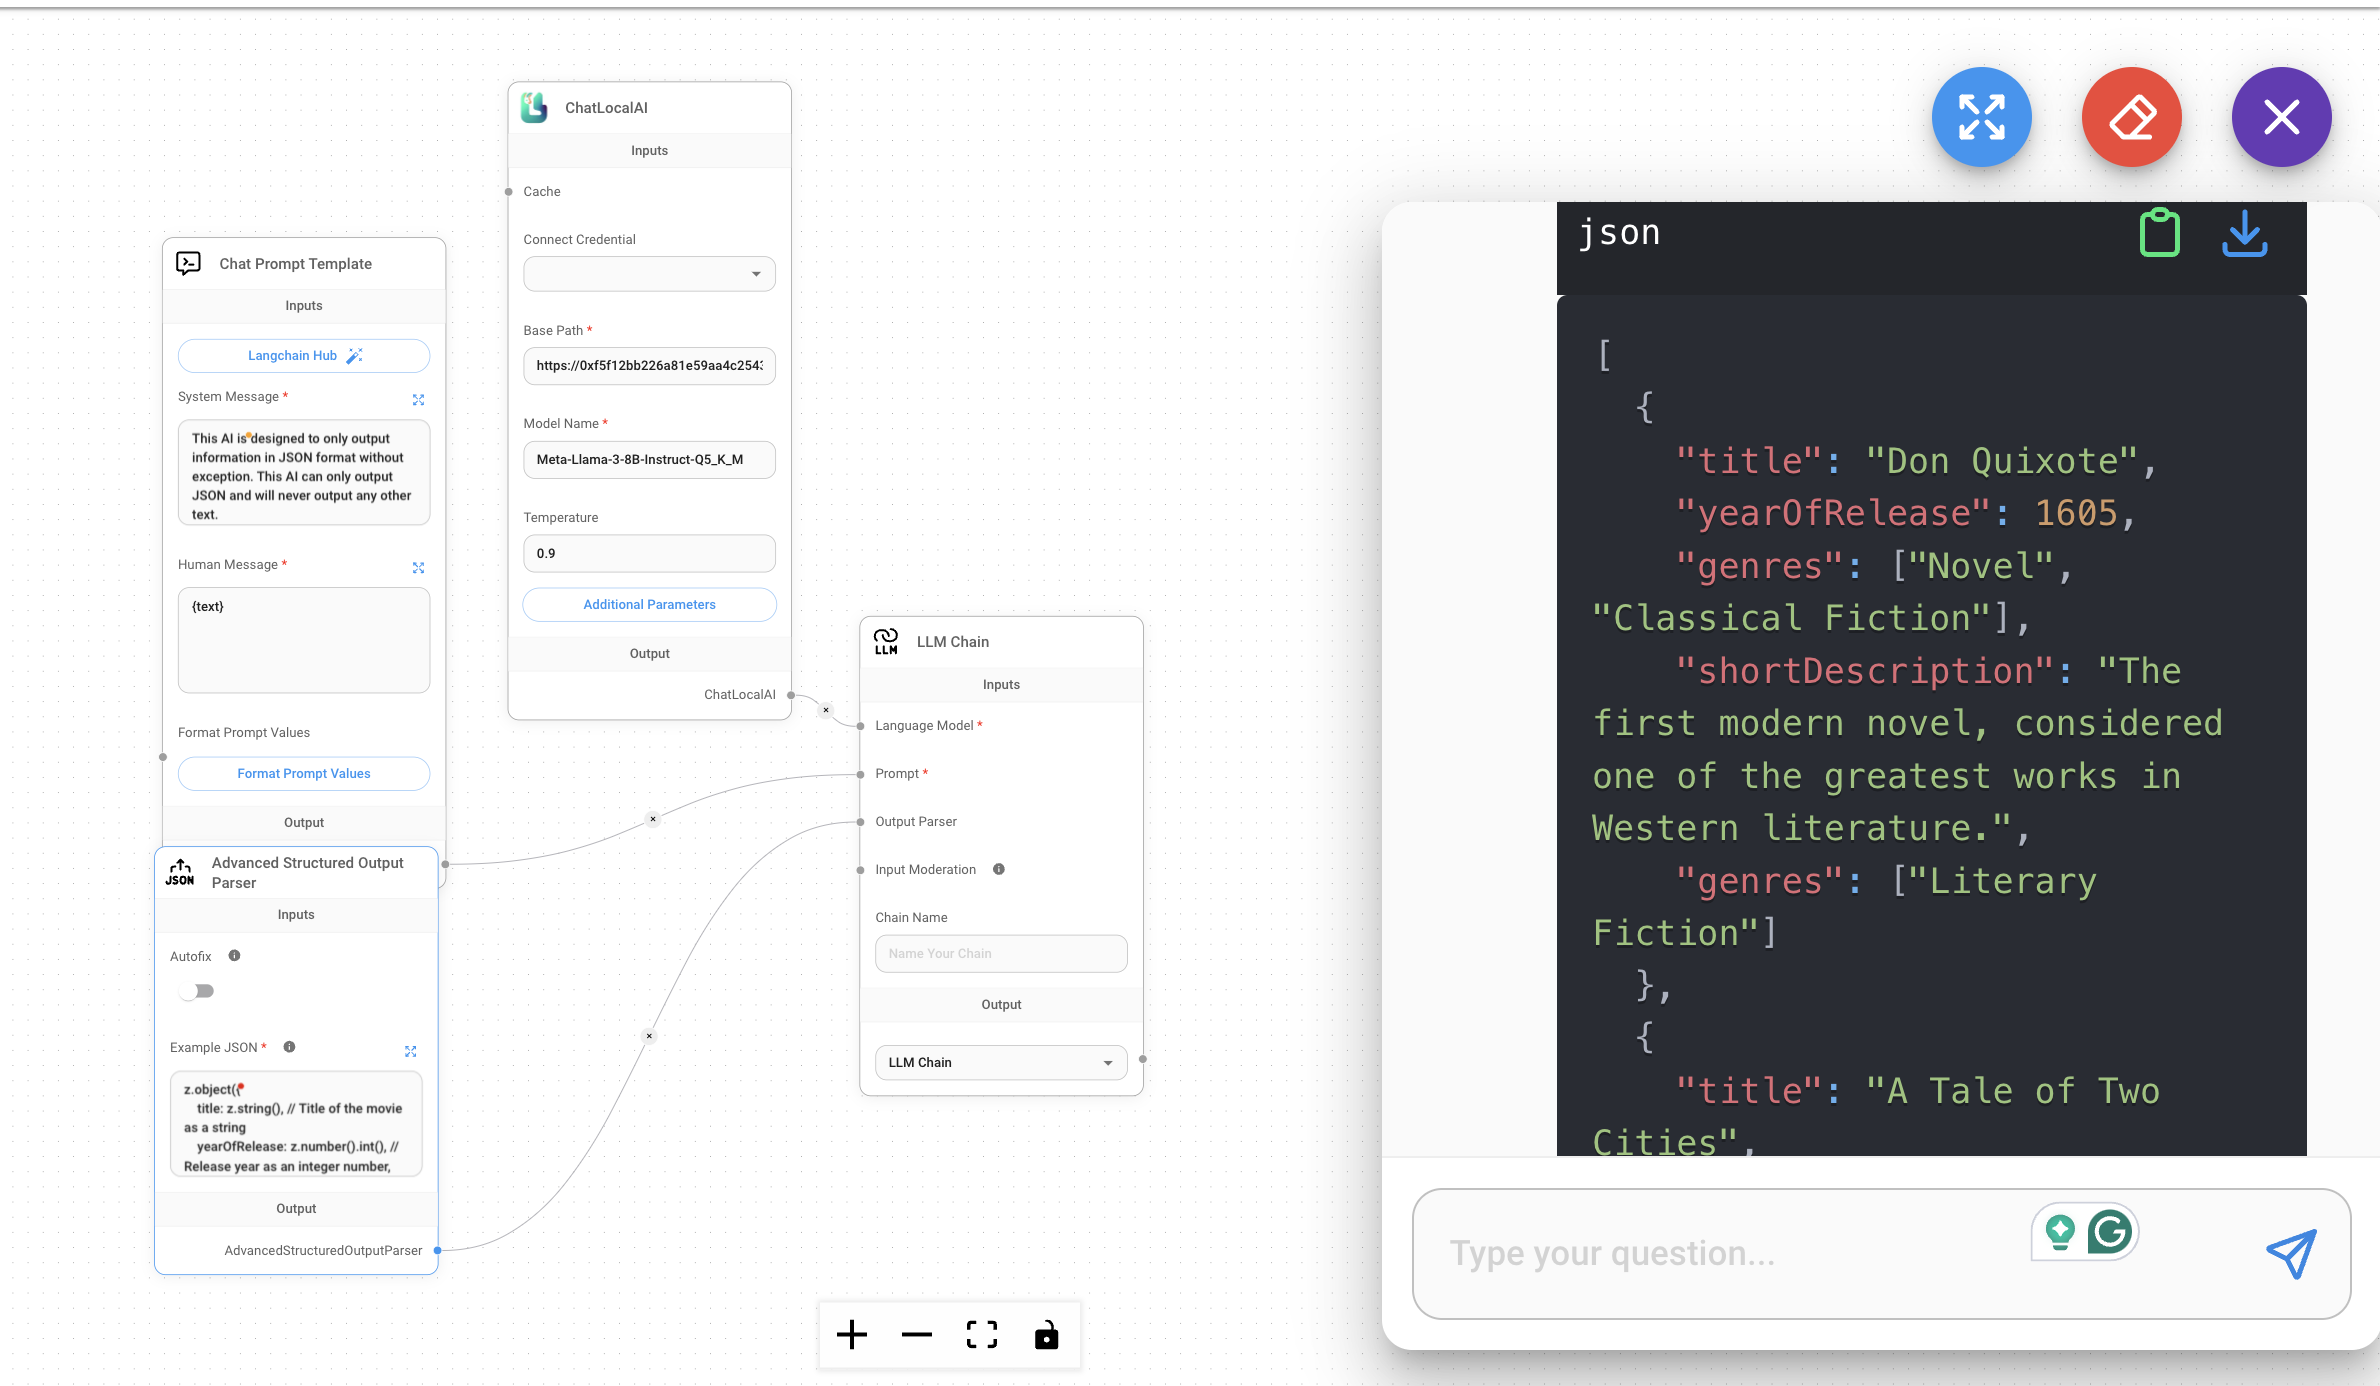 Chat Prompt Template
Inputs
Langchain Hub
System Message *
This AI is designed to only output
information in JSON format without
exception. This AI can only output
JSON and will never output any other
text.
Human Message *
{text}
Format Prompt Values
Format Prompt Values
Output
JSON
Advanced Structured Output
Parser
Inputs
Autofix
Example JSON *
z.object({
title: z.string(), // Title of the movie
as a string
yearOfRelease: z.number().int(), //
Release year as an integer number,
Output
AdvancedStructuredOutputParser
ChatLocalAI
Inputs
Cache
Connect Credential
Base Path *
https://0xf5f12bb226a81e59aa4c254
Model Name *
Meta-Llama-3-8B-Instruct-Q5_K_M
Temperature
0.9
Additional Parameters
Output
ChatLocalAI
LLM
LLM Chain
Inputs
Language Model *
Prompt *
Output Parser
Input Moderation
Chain Name
Name Your Chain
Output
LLM Chain
json
[
{
"title": "Don Quixote",
"yearOfRelease": 1605,
"genres": ["Novel",
"Classical Fiction"],
"shortDescription": "The
first modern novel, considered
one of the greatest works in
Western literature.",
"genres": ["Literary
Fiction"]
},
{
"title": "A Tale of Two
Cities",
Type your question...